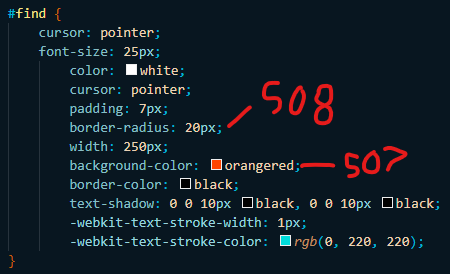 #find {
cursor: pointer;
font-size: 25px;
color: white;
cursor: pointer;
padding: 7px;
border-radius: 20px; 508
width: 250px;
background-color: orangered; 507
border-color: black;
text-shadow: 0 0 10px black, 0 0 10px black;
-webkit-text-stroke-width: 1px;
-webkit-text-stroke-color: rgb(0, 220, 220);
}